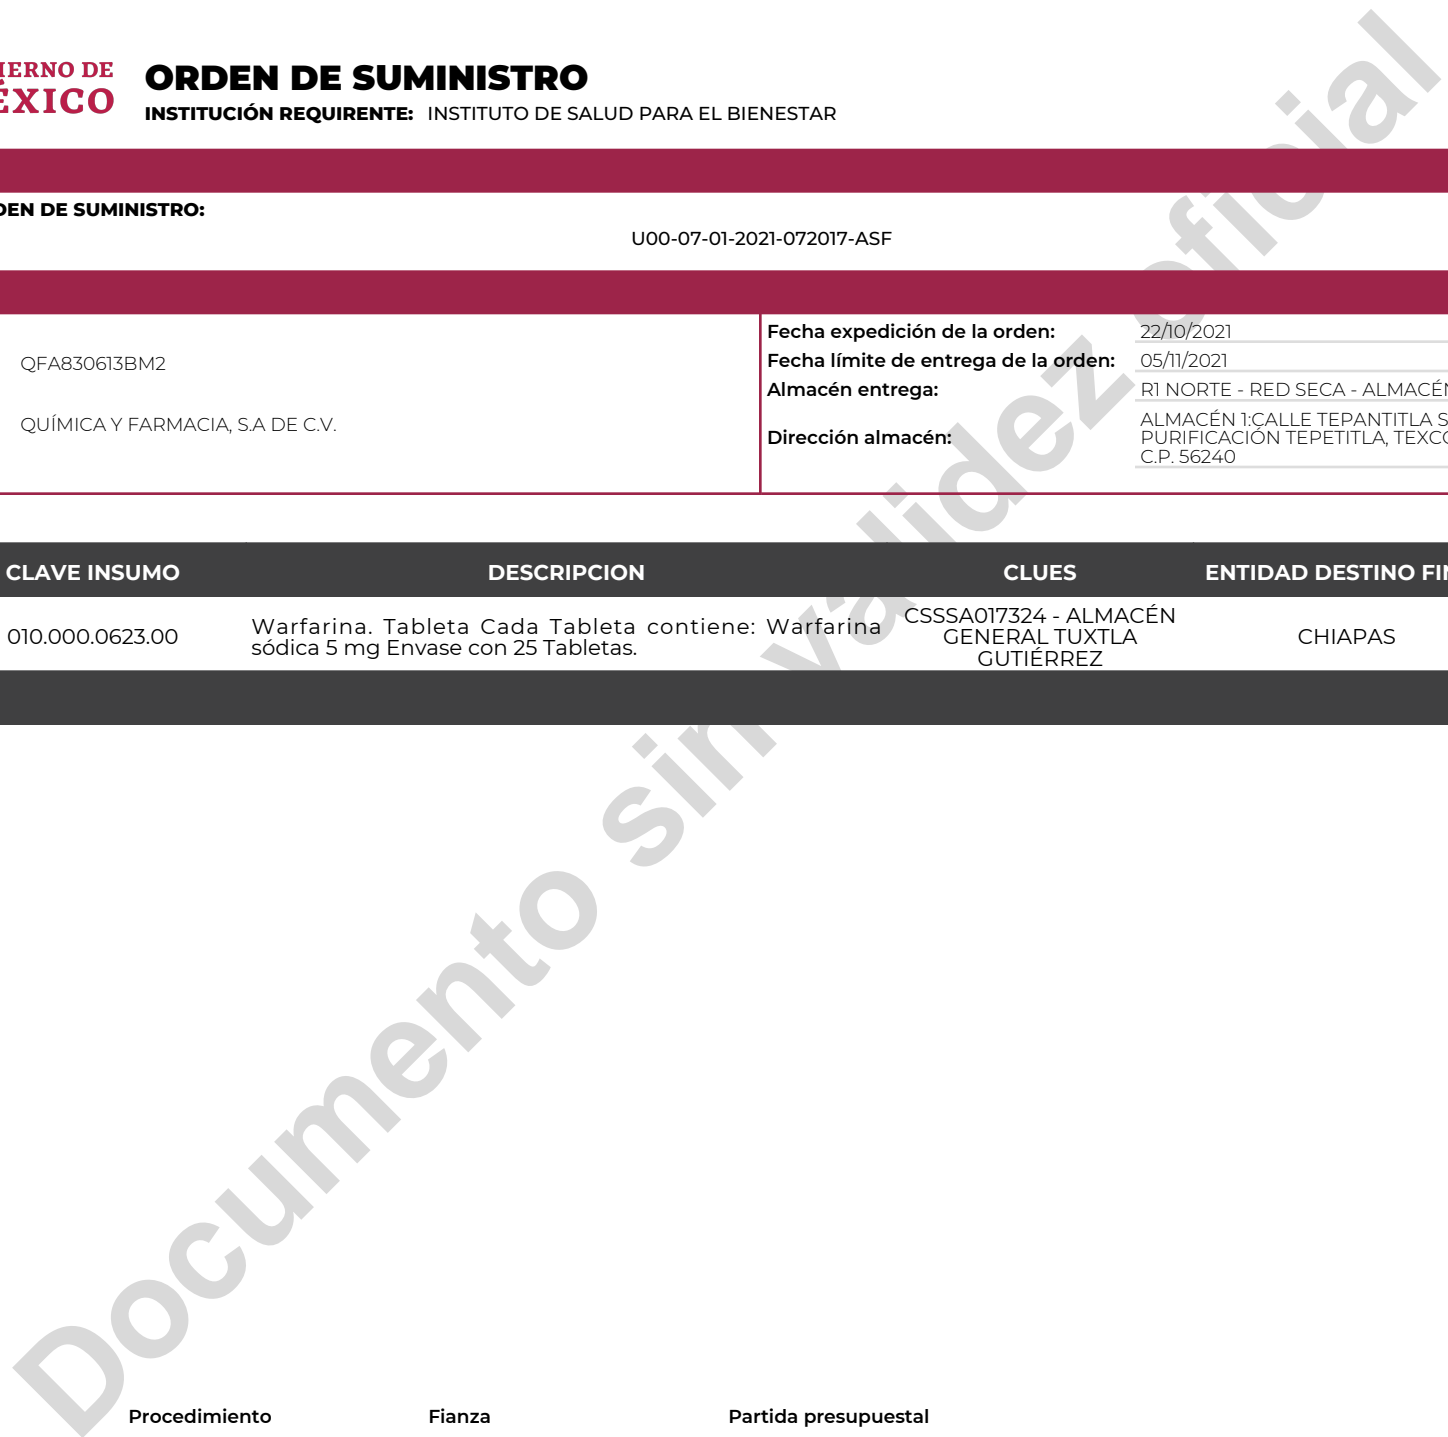 IERNO DE
ÉXICO
ORDEN DE SUMINISTRO
INSTITUCIÓN REQUIRENTE: INSTITUTO DE SALUD PARA EL BIENESTAR
DEN DE SUMINISTRO:
U00-07-01-2021-072017-ASF
QFA830613BM2
QUÍMICA Y FARMACIA, S.A DE C.V.
Fecha expedición de la orden: 22/10/2021
Fecha límite de entrega de la orden: 05/11/2021
Almacén entrega: R1 NORTE - RED SECA - ALMACÉN
Dirección almacén: ALMACÉN 1:CALLE TEPANTITLA S
PURIFICACIÓN TEPETITLA, TEXCO
C.P. 56240
CLAVE INSUMO DESCRIPCION CLUES ENTIDAD DESTINO FIN
010.000.0623.00
Warfarina. Tableta Cada Tableta contiene: Warfarina
sódica 5 mg Envase con 25 Tabletas.
CSSSA017324 - ALMACÉN
GENERAL TUXTLA
GUTIÉRREZ
CHIAPAS
Documento sin validez oficial
Procedimiento Fianza Partida presupuestal